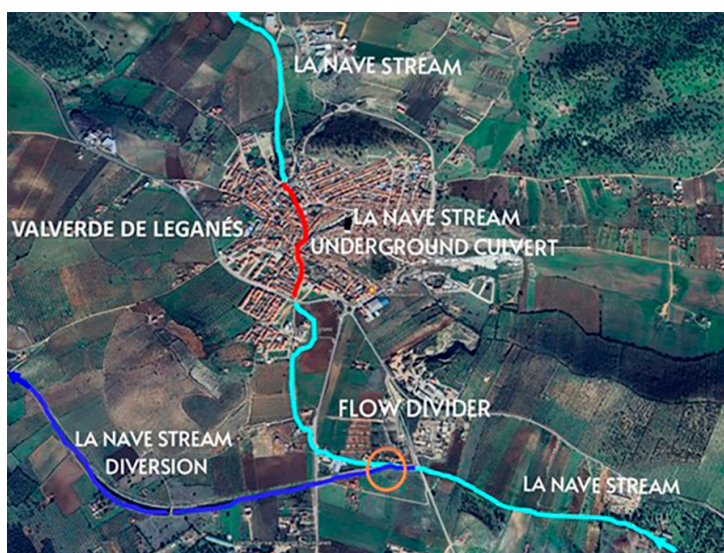 LA NAVE STREAM
VALVERDE DE LEGANÉS
LA NAVE STREAM
UNDERGROUND CULVERT
FLOW DIVIDER
LA NAVE STREAM
DIVERSION
LA NAVE STREAM